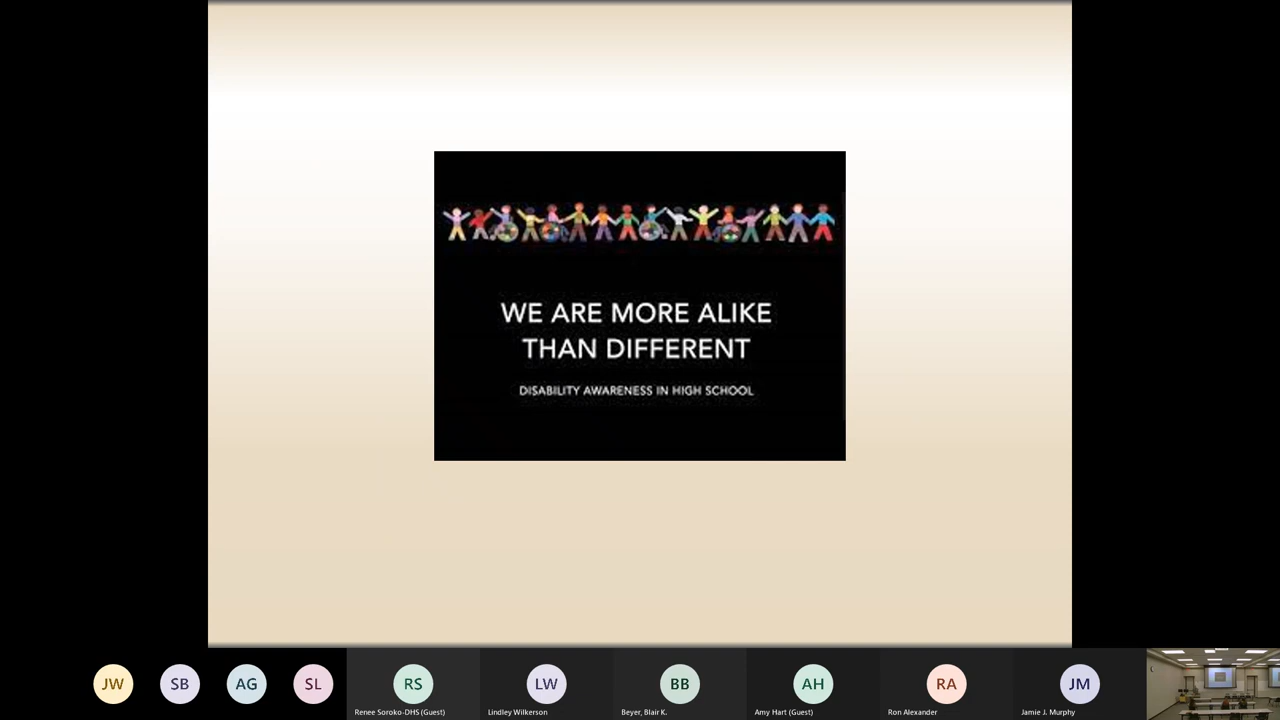 WE ARE MORE ALIKE
THAN DIFFERENT
DISABILITY AWARENESS IN HIGH SCHOOL
JW
SB
AG
SL
RS
LW
BB
AH
RA
JM
Renee Soroko-DHS (Guest)
Lindley Wilkerson
Beyer, Blair K.
Amy Hart (Guest)
Ron Alexander
Jamie J. Murphy